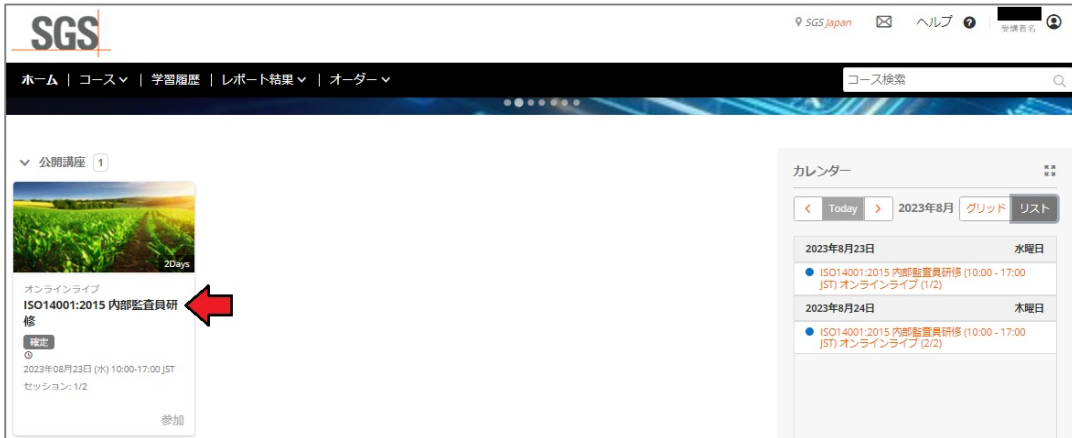 SGS
SGS Japan
ヘルプ
受講者名
ホーム | コース | 学習履歴 | レポート結果 | オーダー
コース検索
公開講座 1
2Days
オンラインライブ
ISO14001:2015 内部監査員研
修
確定
2023年08月23日 (水) 10:00-17:00 JST
セッション: 1/2
参加
カレンダー
< Today > 2023年8月 グリッド リスト
2023年8月23日 水曜日
ISO14001:2015 内部監査員研修 (10:00 - 17:00
JST) オンラインライブ (1/2)
2023年8月24日 木曜日
ISO14001:2015 内部監査員研修 (10:00 - 17:00
JST) オンラインライブ (2/2)